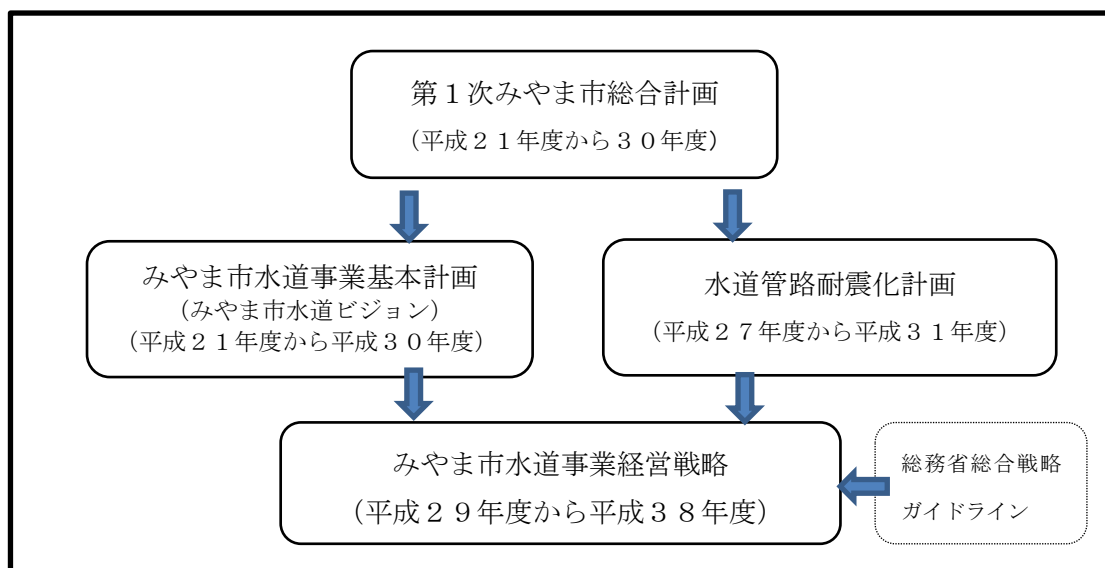 第１次みやま市総合計画
（平成２１年度から３０年度）
みやま市水道事業基本計画
（みやま市水道ビジョン）
（平成２１年度から平成３０年度）
水道管路耐震化計画
（平成２７年度から平成３１年度）
みやま市水道事業経営戦略
（平成２９年度から平成３８年度）
総務省総合戦略
ガイドライン